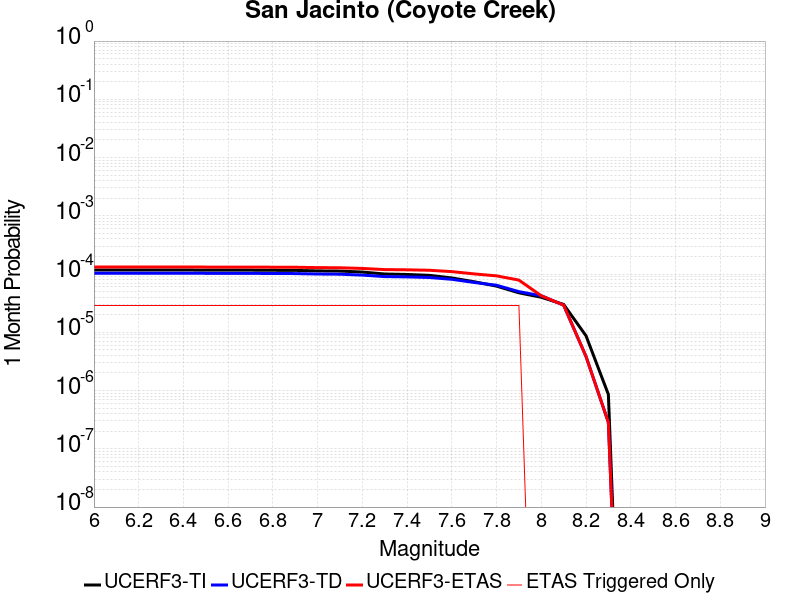 San Jacinto (Coyote Creek)
10^0
10^-1
10^-2
10^-3
10^-4
10^-5
10^-6
10^-7
10^-8
1 Month Probability
6 6.2 6.4 6.6 6.8 7 7.2 7.4 7.6 7.8 8 8.2 8.4 8.6 8.8 9
Magnitude
UCERF3-TI UCERF3-TD UCERF3-ETAS ETAS Triggered Only